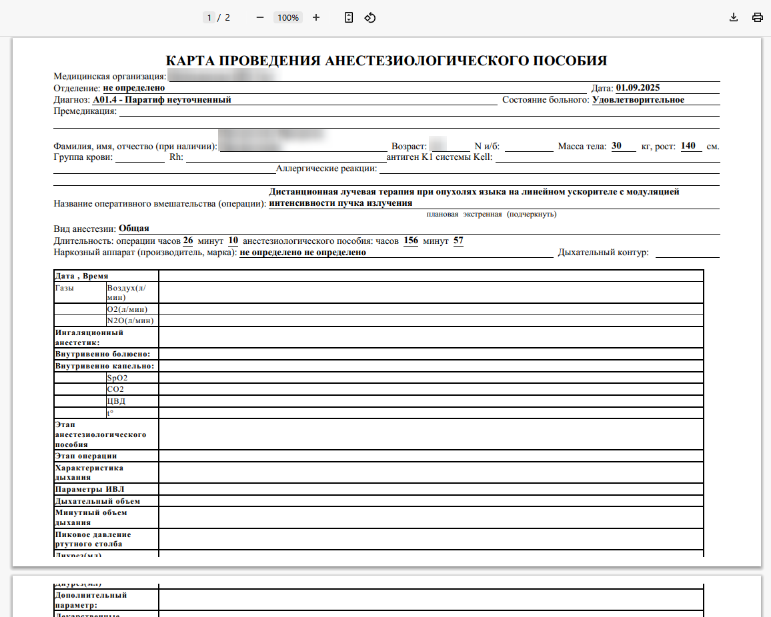 1 / 2 — 100% +
КАРТА ПРОВЕДЕНИЯ АНЕСТЕЗИОЛОГИЧЕСКОГО ПОСОБИЯ
Медицинская организация:
Отделение: не определено Дата: 01.09.2025
Диагноз: A01.4 - Паратиф неуточненный Состояние больного: Удовлетворительное
Премедикация:
Фамилия, имя, отчество (при наличии): Возраст: N и/б: Масса тела: 30 кг, рост: 140 см.
Группа крови: Rh: антиген K1 системы Kell:
Аллергические реакции:
Дистанционная лучевая терапия при опухолях языка на линейном ускорителе с модуляцией
Название оперативного вмешательства (операции): интенсивности пучка излучения
плановая экстренная (подчеркнуть)
Вид анестезии: Общая
Длительность: операции часов 26 минут 10 анестезиологического пособия: часов 156 минут 57
Наркозный аппарат (производитель, марка): не определено не определено Дыхательный контур:
Дата , Время
Газы Воздух(л/
мин)
O2(л/мин)
N2O(л/мин)
Ингаляционный
анестетик:
Внутривенно болюсно:
Внутривенно капельно:
SpO2
CO2
ЦВД
t°
Этап
анестезиологического
пособия
Этап операции
Характеристика
дыхания
Параметры ИВЛ
Дыхательный объем
Минутный объем
дыхания
Пиковое давление
ртутного столба
Диурез(мл)
Диурез(мл)
Дополнительный
параметр:
Лекарственные